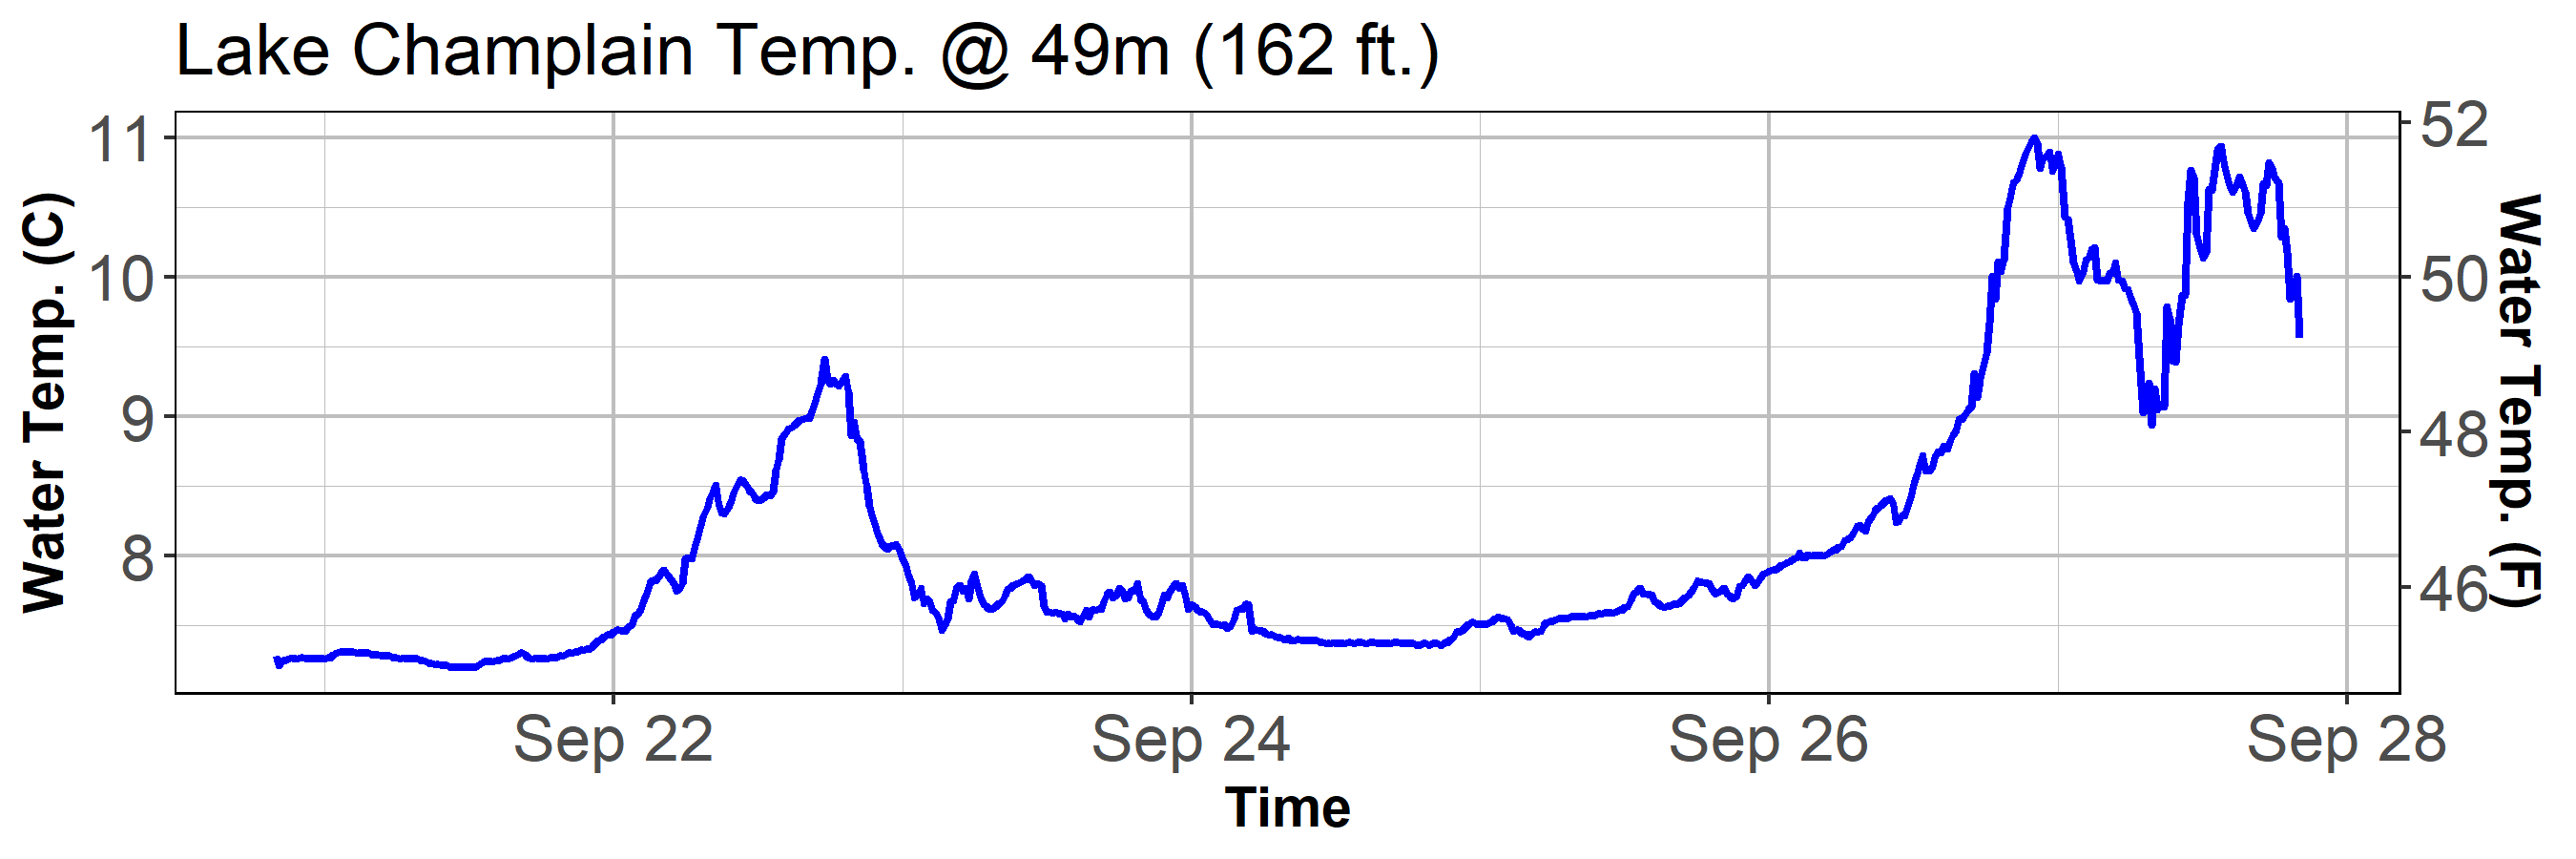 Lake Champlain Temp. @ 49m (162 ft.)
Water Temp. (C)
11
10
9
8
52
50
48
46
Water Temp. (F)
Sep 22 Sep 24 Sep 26 Sep 28
Time